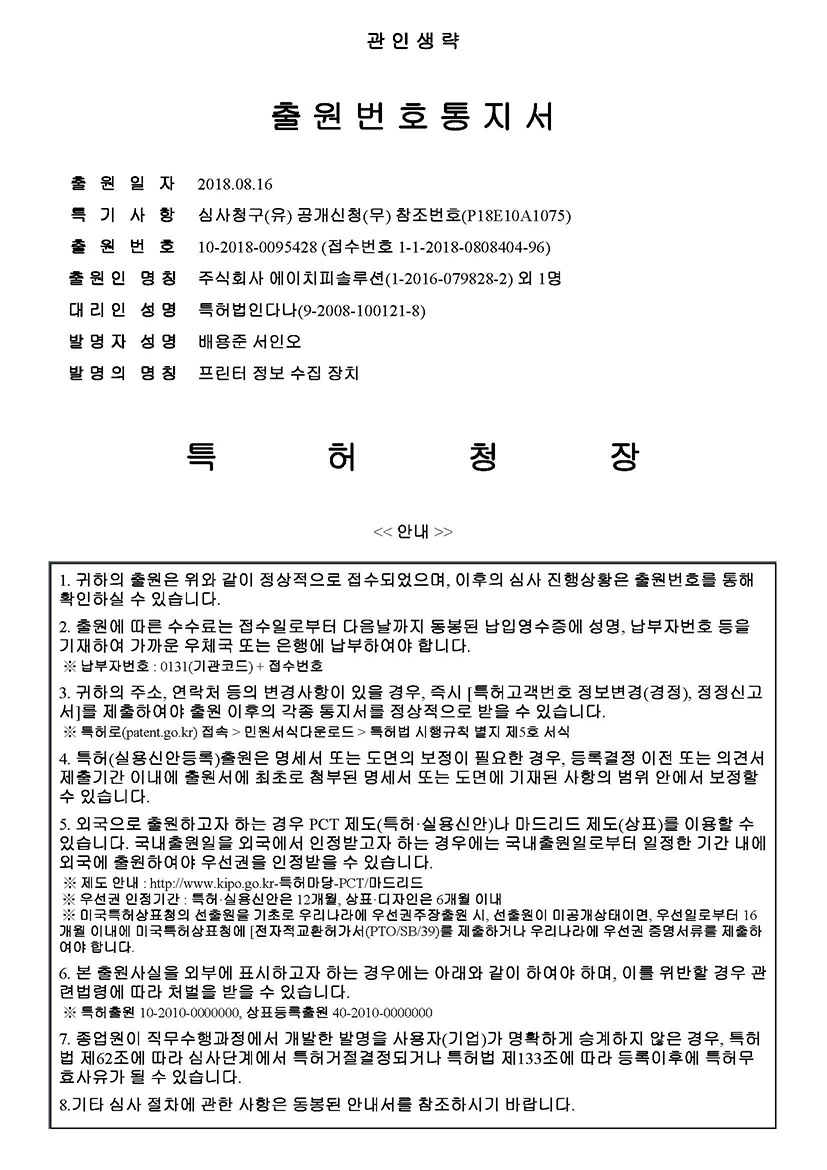 관 인 생 략
출 원 번 호 통 지 서
출 원 일 자 2018.08.16
특 기 사 항 심사청구(유) 공개신청(무) 참조번호(P18E10A1075)
출 원 번 호 10-2018-0095428 (접수번호 1-1-2018-0808404-96)
출 원 인 명 칭 주식회사 에이치피솔루션(1-2016-079828-2) 외 1명
대 리 인 성 명 특허법인다나(9-2008-100121-8)
발 명 자 성 명 배용준 서인오
발 명 의 명 칭 프린터 정보 수집 장치
특 허 청 장
<< 안내 >>
1. 귀하의 출원은 위와 같이 정상적으로 접수되었으며, 이후의 심사 진행상황은 출원번호를 통해
확인하실 수 있습니다.
2. 출원에 따른 수수료는 접수일로부터 다음날까지 동봉된 납입영수증에 성명, 납부자번호 등을
기재하여 가까운 우체국 또는 은행에 납부하여야 합니다.
※ 납부자번호 : 0131(기관코드) + 접수번호
3. 귀하의 주소, 연락처 등의 변경사항이 있을 경우, 즉시 [특허고객번호 정보변경(경정), 정정신고
서]를 제출하여야 출원 이후의 각종 통지서를 정상적으로 받을 수 있습니다.
※ 특허로(patent.go.kr) 접속 > 민원서식다운로드 > 특허법 시행규칙 별지 제5호 서식
4. 특허(실용신안등록)출원은 명세서 또는 도면의 보정이 필요한 경우, 등록결정 이전 또는 의견서
제출기간 이내에 출원서에 최초로 첨부된 명세서 또는 도면에 기재된 사항의 범위 안에서 보정할
수 있습니다.
5. 외국으로 출원하고자 하는 경우 PCT 제도(특허·실용신안)나 마드리드 제도(상표)를 이용할 수
있습니다. 국내출원일을 외국에서 인정받고자 하는 경우에는 국내출원일로부터 일정한 기간 내에
외국에 출원하여야 우선권을 인정받을 수 있습니다.
※ 제도 안내 : http://www.kipo.go.kr-특허마당-PCT/마드리드
※ 우선권 인정기간 : 특허·실용신안은 12개월, 상표·디자인은 6개월 이내
※ 미국특허상표청의 선출원을 기초로 우리나라에 우선권주장출원 시, 선출원이 미공개상태이면, 우선일로부터 16
개월 이내에 미국특허상표청에 [전자적교환허가서(PTO/SB/39)를 제출하거나 우리나라에 우선권 증명서류를 제출하
여야 합니다.
6. 본 출원사실을 외부에 표시하고자 하는 경우에는 아래와 같이 하여야 하며, 이를 위반할 경우 관
련법령에 따라 처벌을 받을 수 있습니다.
※ 특허출원 10-2010-0000000, 상표등록출원 40-2010-0000000
7. 종업원이 직무수행과정에서 개발한 발명을 사용자(기업)가 명확하게 승계하지 않은 경우, 특허
법 제62조에 따라 심사단계에서 특허거절결정되거나 특허법 제133조에 따라 등록이후에 특허무
효사유가 될 수 있습니다.
8.기타 심사 절차에 관한 사항은 동봉된 안내서를 참조하시기 바랍니다.